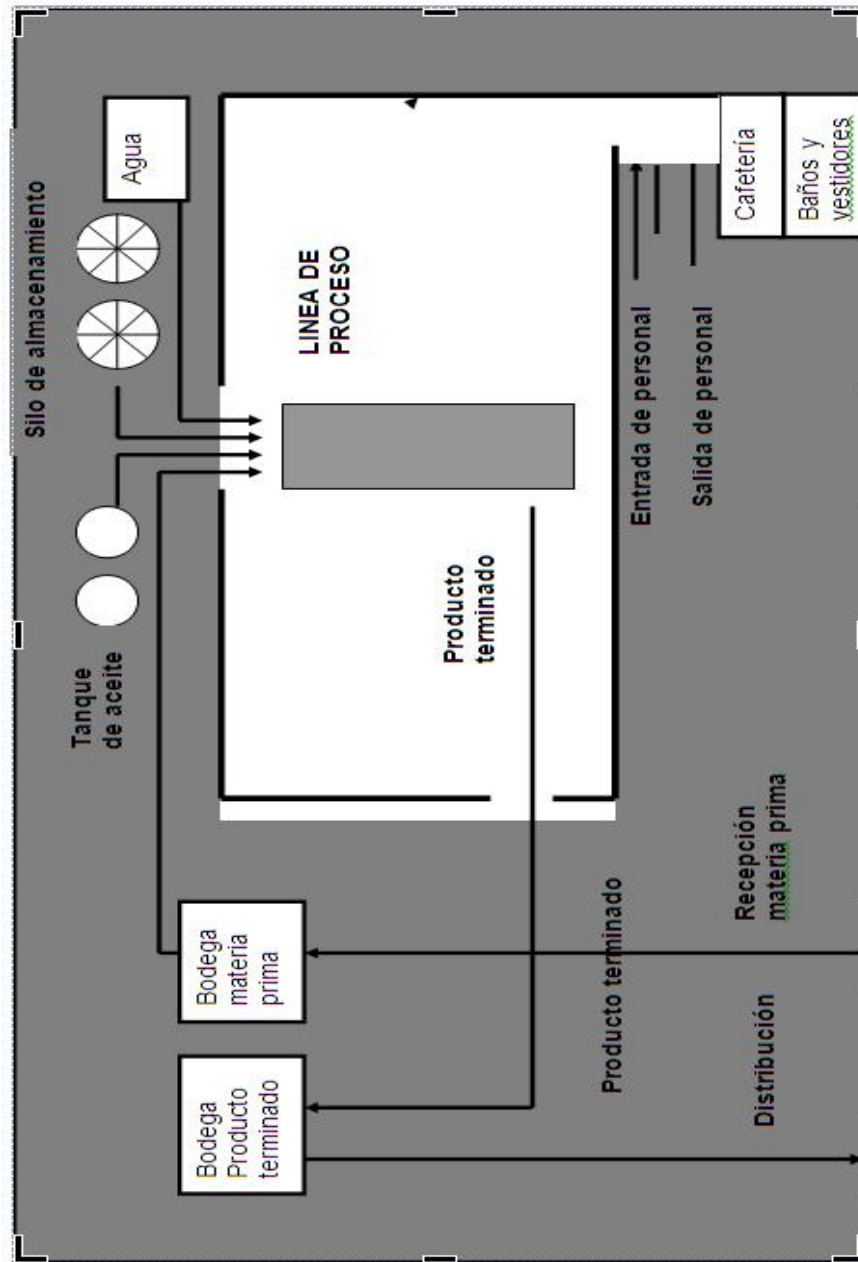 Silo de almacenamiento
Agua
Tanque
de aceite
LINEA DE
PROCESO
Producto
terminado
Bodega
materia
prima
Bodega
Producto
terminado
Entrada de personal
Salida de personal
Cafetería
Baños y
vestidores
Producto terminado
Recepción
materia prima
Distribución